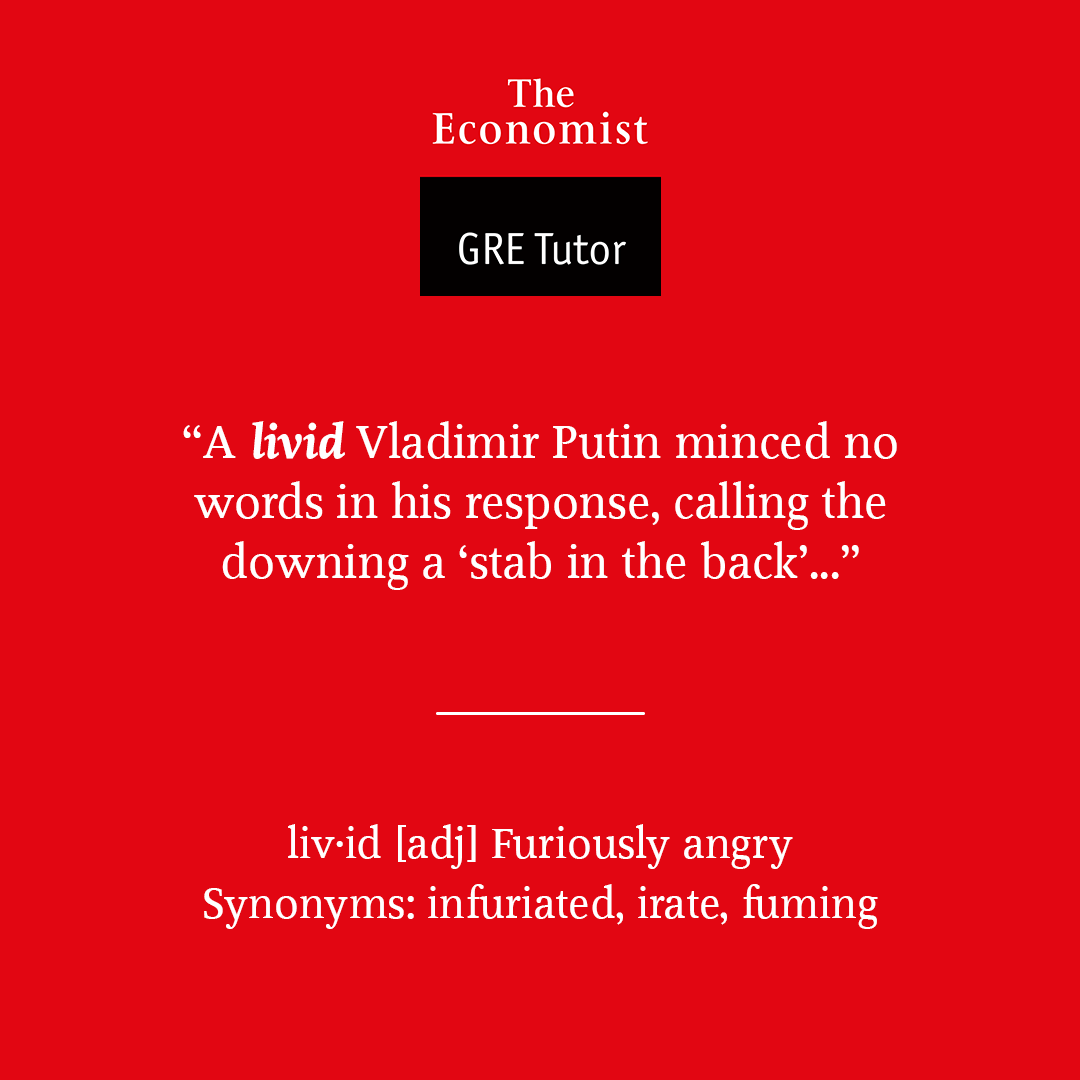 The
Economist
GRE Tutor
“A livid Vladimir Putin minced no
words in his response, calling the
downing a ‘stab in the back’...”
liv·id [adj] Furiously angry
Synonyms: infuriated, irate, fuming